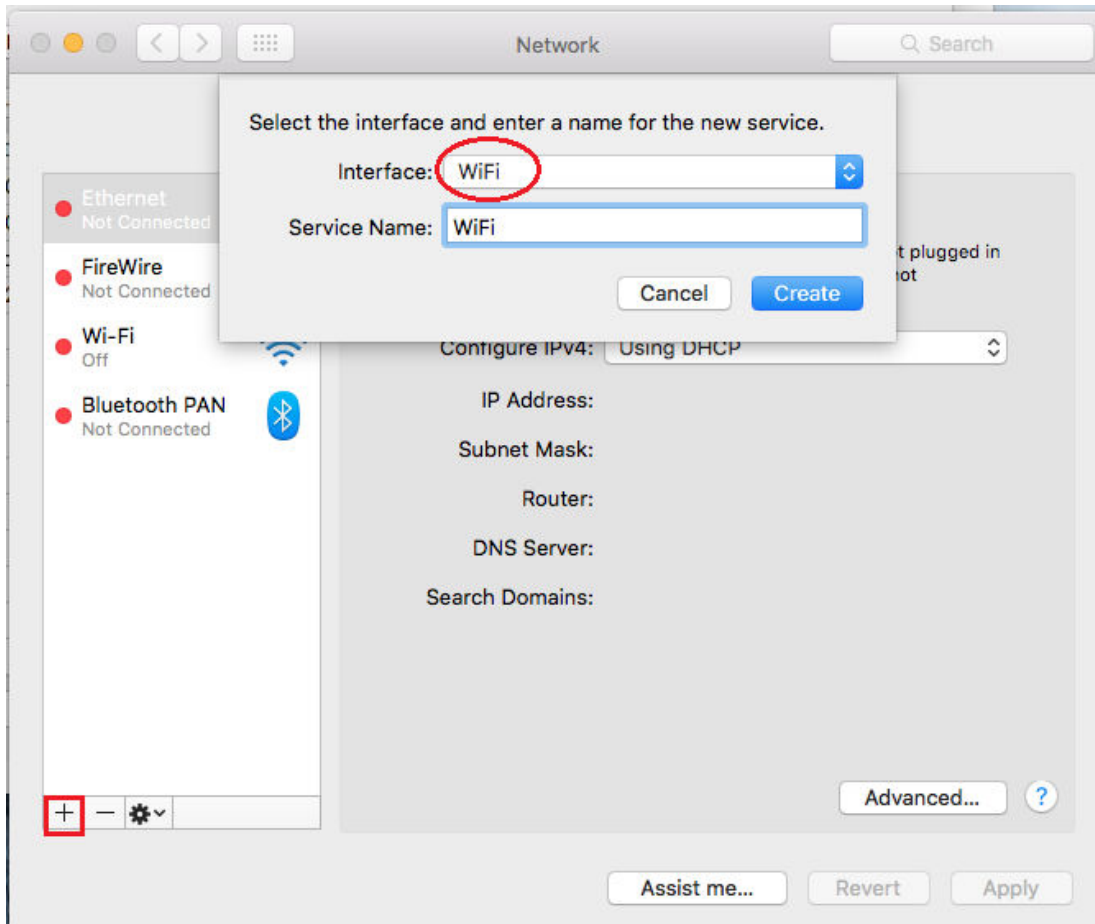 Network
Search
Select the interface and enter a name for the new service.
Interface: WiFi
Service Name: WiFi
Cancel Create
Ethernet
Not Connected
FireWire
Not Connected
Wi-Fi
Off
Bluetooth PAN
Not Connected
plugged in
Configure IPv4: Using DHCP
IP Address:
Subnet Mask:
Router:
DNS Server:
Search Domains:
Advanced... ?
Assist me... Revert Apply